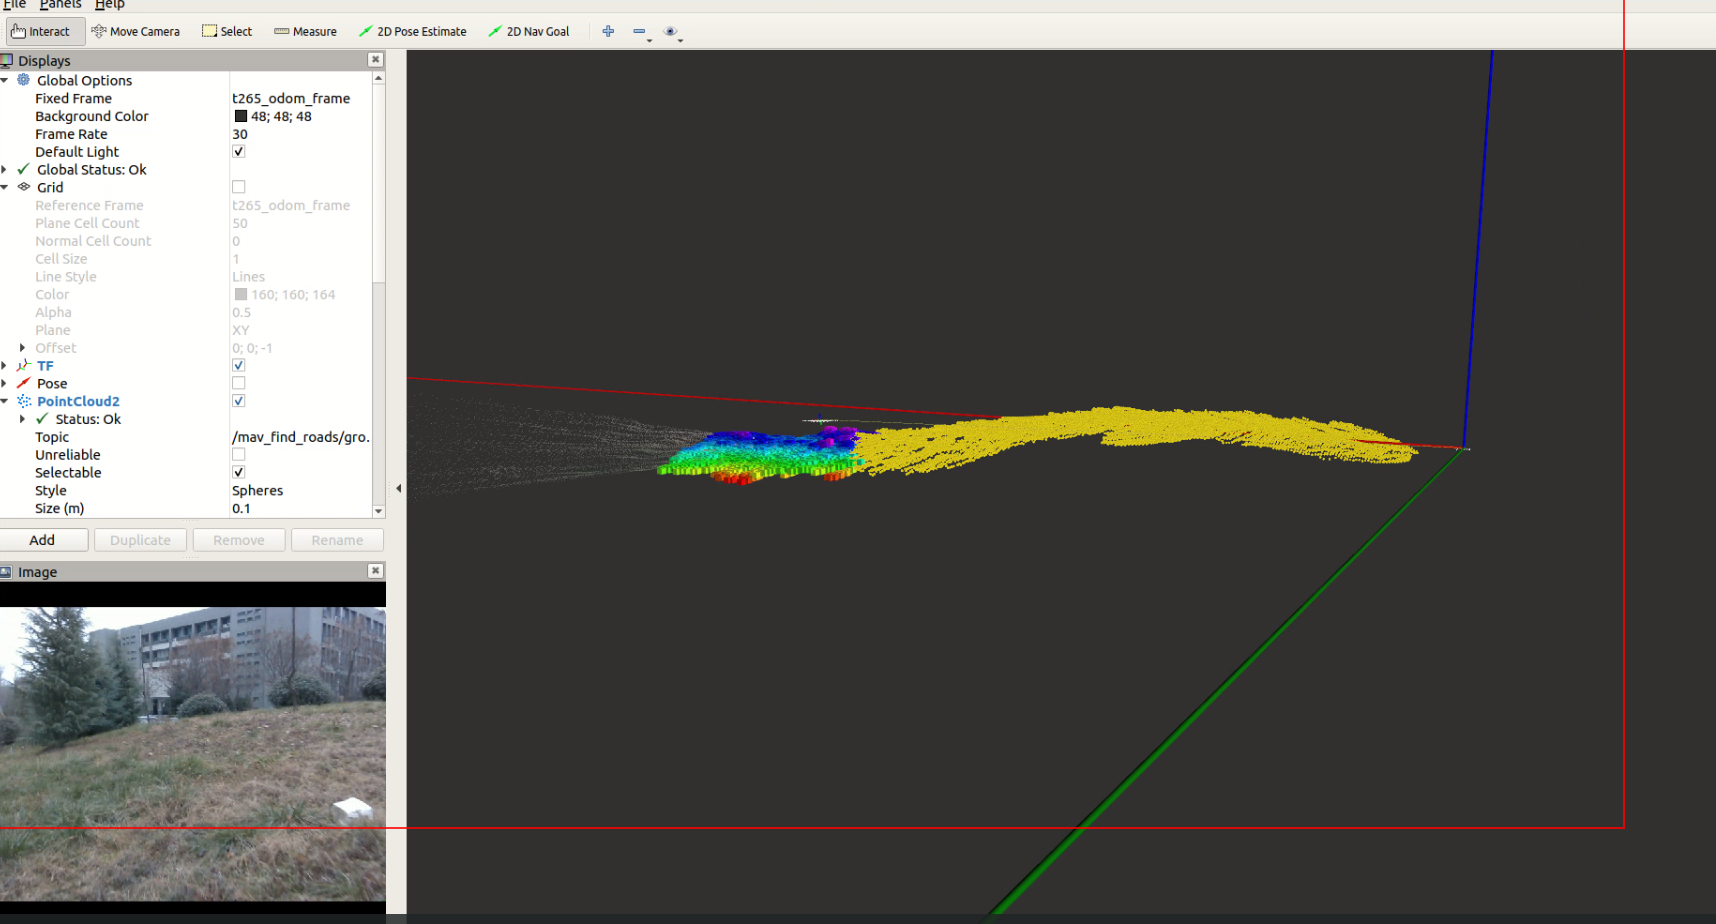 File Panels Help
Interact Move Camera Select Measure 2D Pose Estimate 2D Nav Goal
Displays
Global Options
Fixed Frame t265_odom_frame
Background Color 48; 48; 48
Frame Rate 30
Default Light
Global Status: Ok
Grid
Reference Frame t265_odom_frame
Plane Cell Count 50
Normal Cell Count 0
Cell Size 1
Line Style Lines
Color 160; 160; 164
Alpha 0.5
Plane XY
Offset 0; 0; -1
TF
Pose
PointCloud2
Status: Ok
Topic /mav_find_roads/gro.
Unreliable
Selectable
Style Spheres
Size (m) 0.1
Add Duplicate Remove Rename
Image